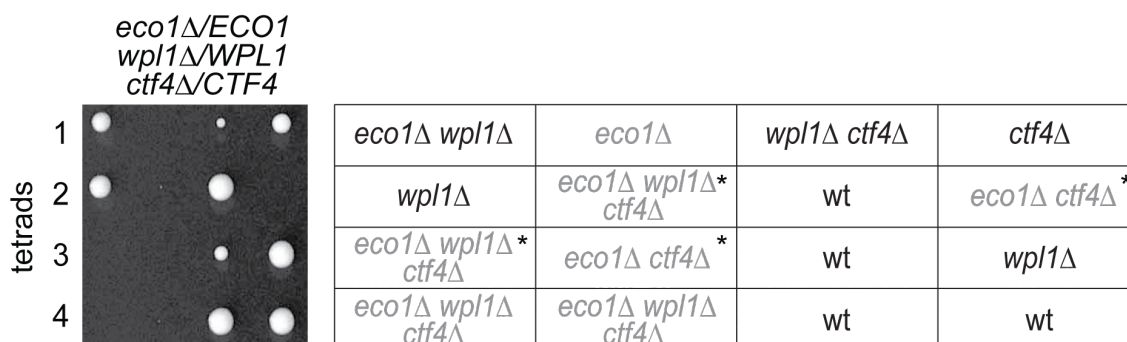 eco1Δ/ECO1
wpl1Δ/WPL1
ctf4Δ/CTF4
tetrads
1 eco1Δ wpl1Δ eco1Δ wpl1Δ ctf4Δ ctf4Δ
2 wpl1Δ eco1Δ wpl1Δ* ctf4Δ wt eco1Δ ctf4Δ*
3 eco1Δ wpl1Δ* ctf4Δ eco1Δ ctf4Δ* wt wpl1Δ
4 eco1Δ wpl1Δ ctf4Δ eco1Δ wpl1Δ ctf4Δ wt wt